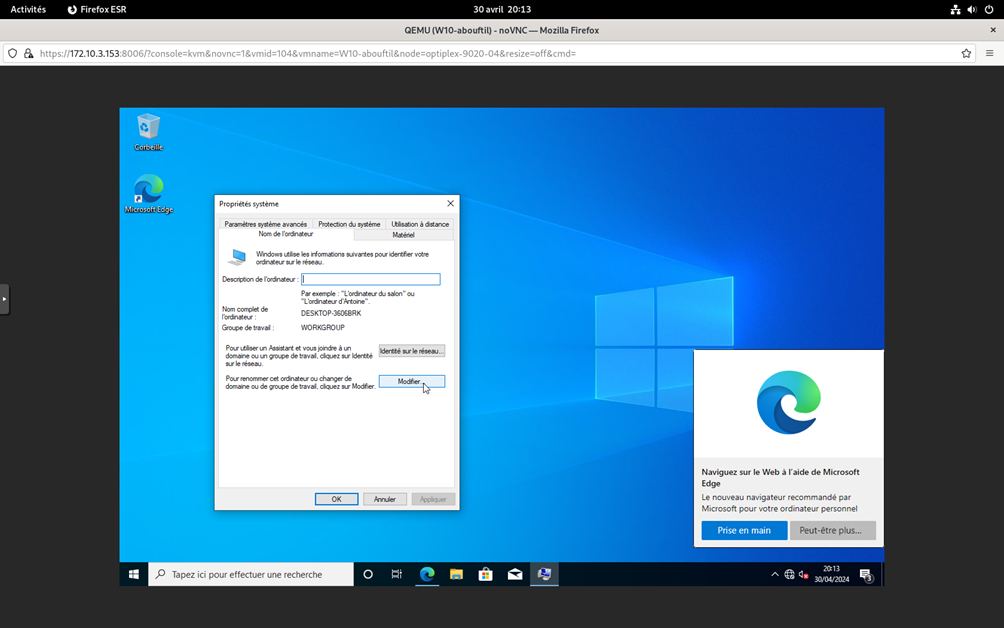 Activités
Firefox ESR
30 avril 20:13
QEMU (W10-abouftil) - noVNC — Mozilla Firefox
https://172.10.3.153:8006/?console=kvm&novnc=1&vmid=104&vmname=W10-abouftil&node=optiplex-9020-04&resize=off&cmd=
Corbeille
Microsoft Edge
Propriétés système
Paramètres système avancés
Protection du système
Utilisation à distance
Nom de l'ordinateur
Matériel
Windows utilise les informations suivantes pour identifier votre
ordinateur sur le réseau.
Description de l'ordinateur :
Par exemple : "L'ordinateur du salon" ou
"L'ordinateur d'Antoine".
Nom complet de
l'ordinateur :
DESKTOP-3606BRK
Groupe de travail :
WORKGROUP
Pour utiliser un Assistant et vous joindre à un
domaine ou un groupe de travail, cliquez sur Identité
sur le réseau.
Identité sur le réseau...
Pour renommer cet ordinateur ou changer de
domaine ou de groupe de travail, cliquez sur Modifier.
Modifier...
OK
Annuler
Appliquer
Naviguez sur le Web à l'aide de Microsoft
Edge
Le nouveau navigateur recommandé par
Microsoft pour votre ordinateur personnel
Prise en main
Peut-être plus...
Tapez ici pour effectuer une recherche
20:13
30/04/2024
3